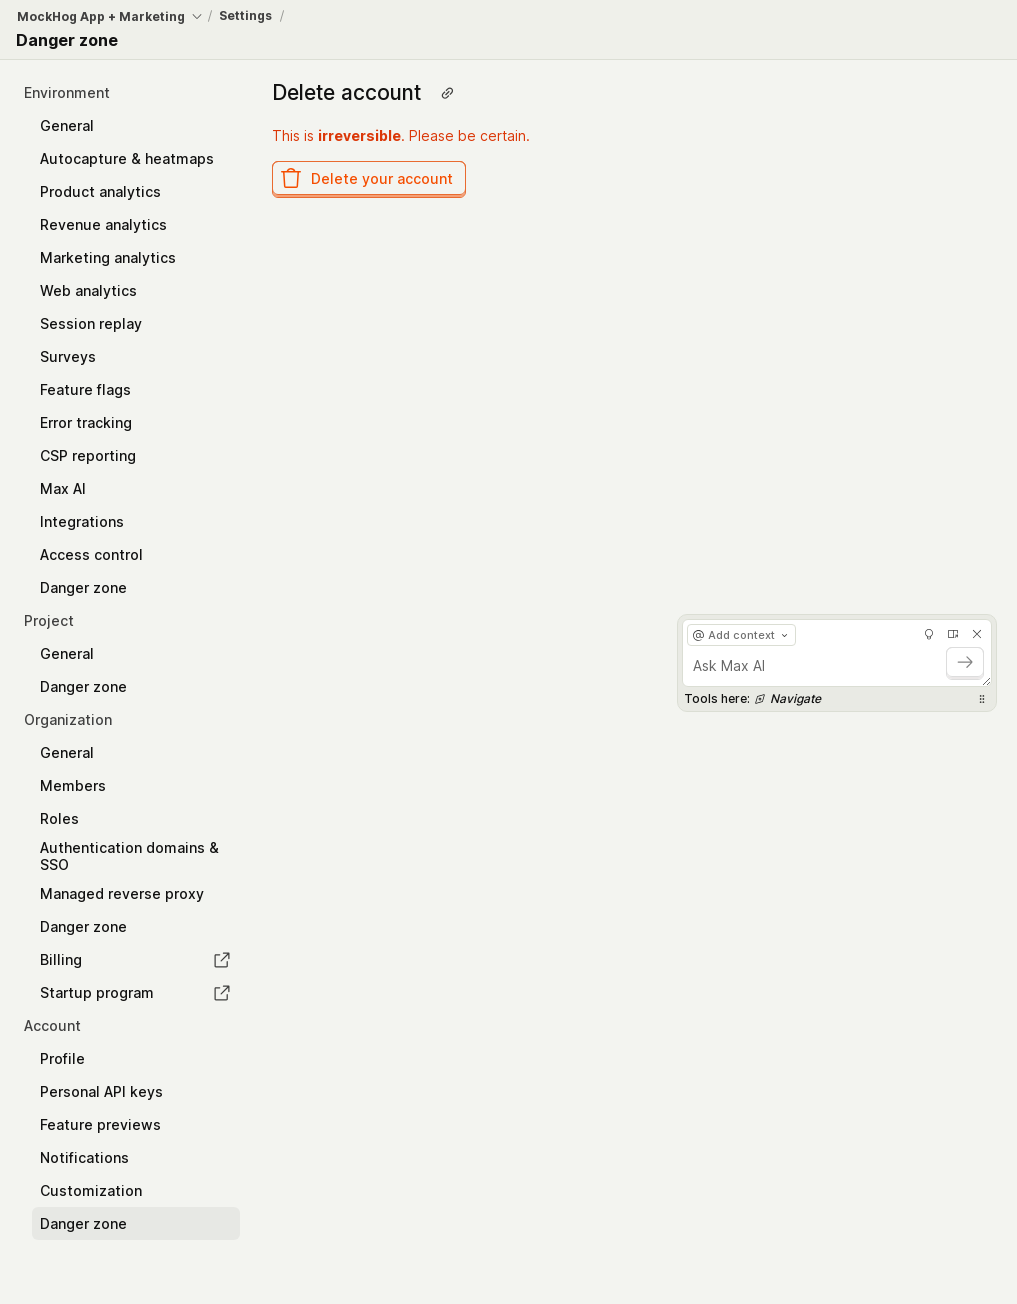 MockHog App + Marketing / Settings /
Danger zone
Environment
General
Autocapture & heatmaps
Product analytics
Revenue analytics
Marketing analytics
Web analytics
Session replay
Surveys
Feature flags
Error tracking
CSP reporting
Max AI
Integrations
Access control
Danger zone
Project
General
Danger zone
Organization
General
Members
Roles
Authentication domains &
SSO
Managed reverse proxy
Danger zone
Billing
Startup program
Account
Profile
Personal API keys
Feature previews
Notifications
Customization
Danger zone
Delete account
This is irreversible. Please be certain.
Delete your account
@ Add context
Ask Max AI
Tools here: Navigate